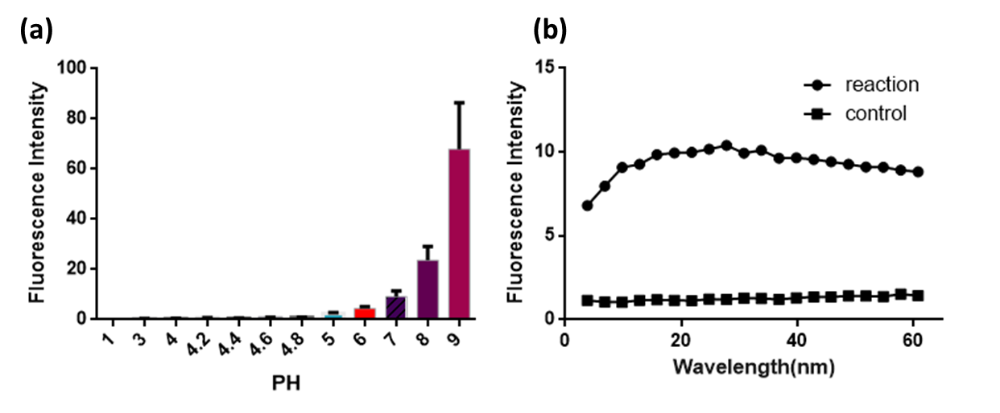 (a)
Fluorescence Intensity
100
80
60
40
20
0
1 3 4 4.2 4.4 4.6 4.8 5 6 7 8 9
PH
(b)
Fluorescence Intensity
15
10
5
0
reaction
control
0 20 40 60
Wavelength(nm)